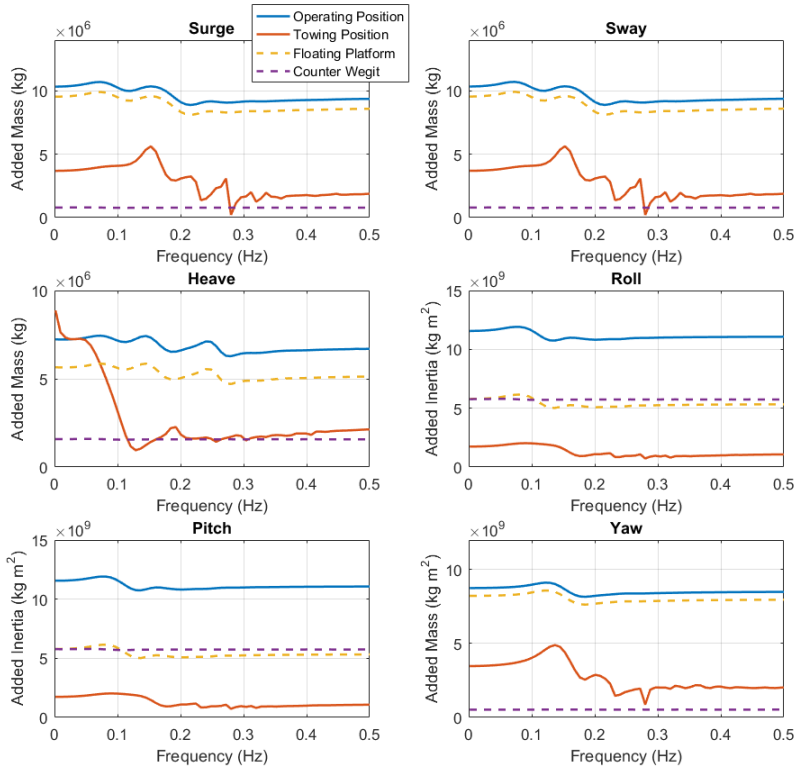 Operating Position
Towing Position
Floating Platform
Counter Wegit
Surge
×10^6
Added Mass (kg)
10
5
0
0 0.1 0.2 0.3 0.4 0.5
Frequency (Hz)
Sway
×10^6
Added Mass (kg)
10
5
0
0 0.1 0.2 0.3 0.4 0.5
Frequency (Hz)
Heave
×10^6
Added Mass (kg)
10
5
0
0 0.1 0.2 0.3 0.4 0.5
Frequency (Hz)
Roll
×10^9
Added Inertia (kg m^2)
15
10
5
0
0 0.1 0.2 0.3 0.4 0.5
Frequency (Hz)
Pitch
×10^9
Added Inertia (kg m^2)
15
10
5
0
0 0.1 0.2 0.3 0.4 0.5
Frequency (Hz)
Yaw
×10^9
Added Mass (kg m^2)
10
5
0
0 0.1 0.2 0.3 0.4 0.5
Frequency (Hz)